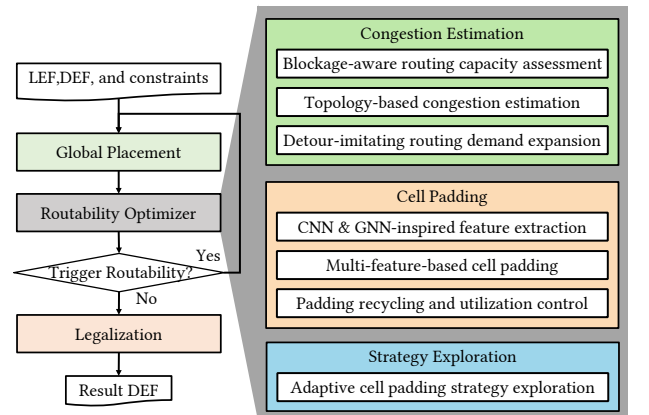 LEF,DEF, and constraints
Global Placement
Routability Optimizer
Trigger Routability?
Yes
No
Legalization
Result DEF
Congestion Estimation
Blockage-aware routing capacity assessment
Topology-based congestion estimation
Detour-imitating routing demand expansion
Cell Padding
CNN & GNN-inspired feature extraction
Multi-feature-based cell padding
Padding recycling and utilization control
Strategy Exploration
Adaptive cell padding strategy exploration